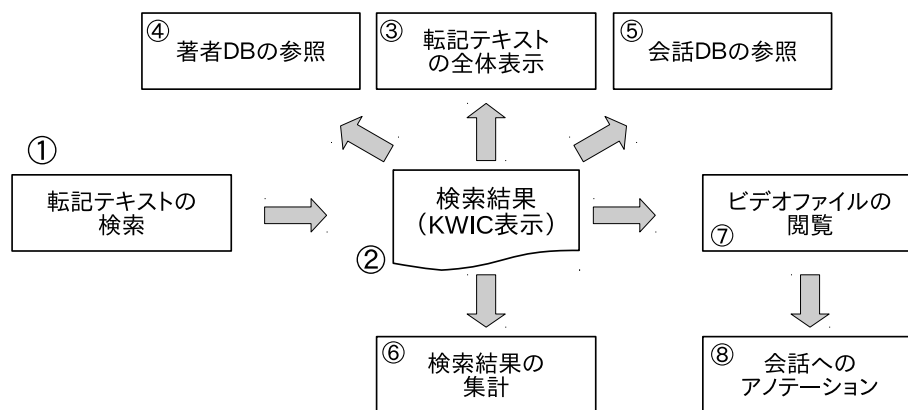 ④
著者DBの参照
③
転記テキスト
の全体表示
⑤
会話DBの参照
①
転記テキストの
検索
②
検索結果
（KWIC表示）
⑦
ビデオファイルの
閲覧
⑥
検索結果の
集計
⑧
会話への
アノテーション